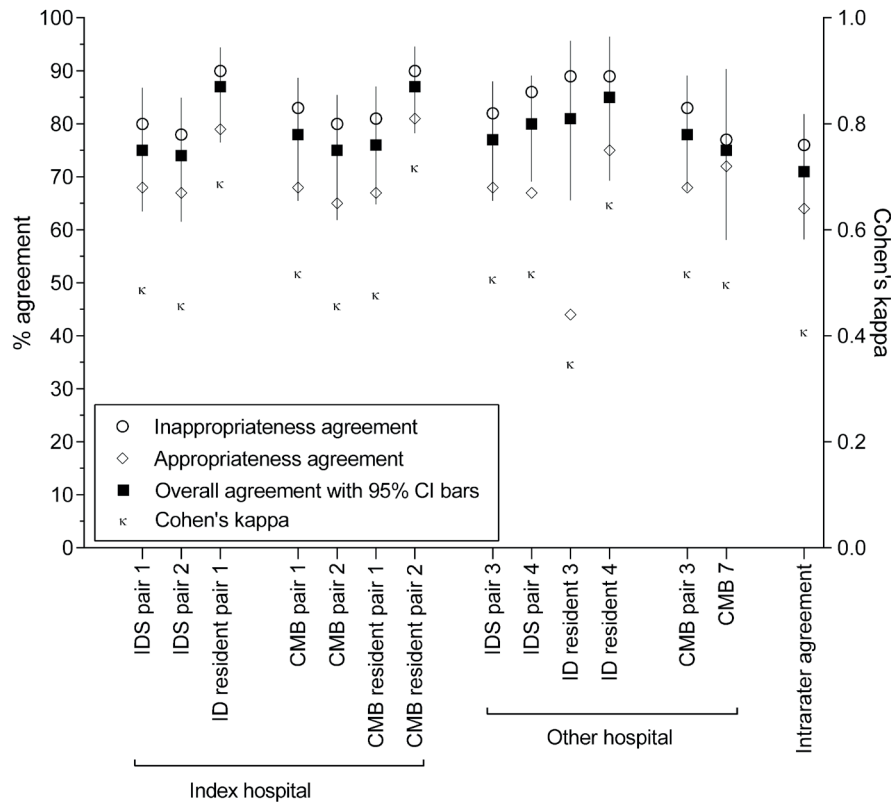 100
90
80
70
60
50
40
30
20
10
0
% agreement
1.0
0.8
0.6
0.4
0.2
0.0
Cohen's kappa
κ κ κ κ κ κ κ κ κ κ κ κ κ κ
Inappropriateness agreement
Appropriateness agreement
Overall agreement with 95% CI bars
κ Cohen's kappa
IDS pair 1
IDS pair 2
ID resident pair 1
CMB pair 1
CMB pair 2
CMB resident pair 1
CMB resident pair 2
IDS pair 3
IDS pair 4
ID resident 3
ID resident 4
CMB pair 3
CMB 7
Intrarater agreement
Index hospital
Other hospital